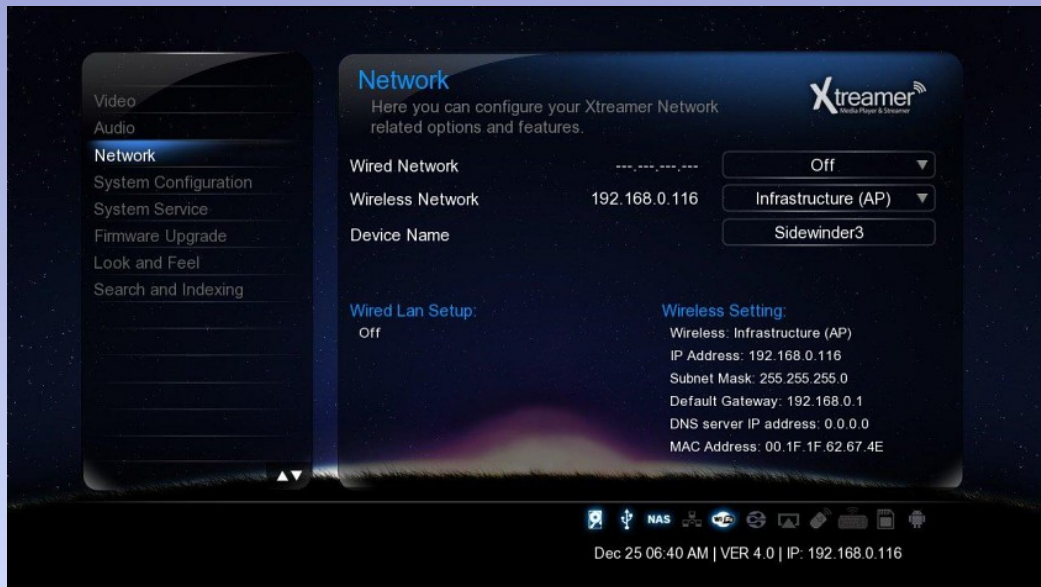 Video
Audio
Network
System Configuration
System Service
Firmware Upgrade
Look and Feel
Search and Indexing
Network
Here you can configure your Xtreamer Network
related options and features.
Xtreamer
Media Player & Streamer
Wired Network ---.---.---.--- Off
Wireless Network 192.168.0.116 Infrastructure (AP)
Device Name Sidewinder3
Wired Lan Setup:
Off
Wireless Setting:
Wireless: Infrastructure (AP)
IP Address: 192.168.0.116
Subnet Mask: 255.255.255.0
Default Gateway: 192.168.0.1
DNS server IP address: 0.0.0.0
MAC Address: 00.1F.1F.62.67.4E
NAS WiFi
Dec 25 06:40 AM | VER 4.0 | IP: 192.168.0.116